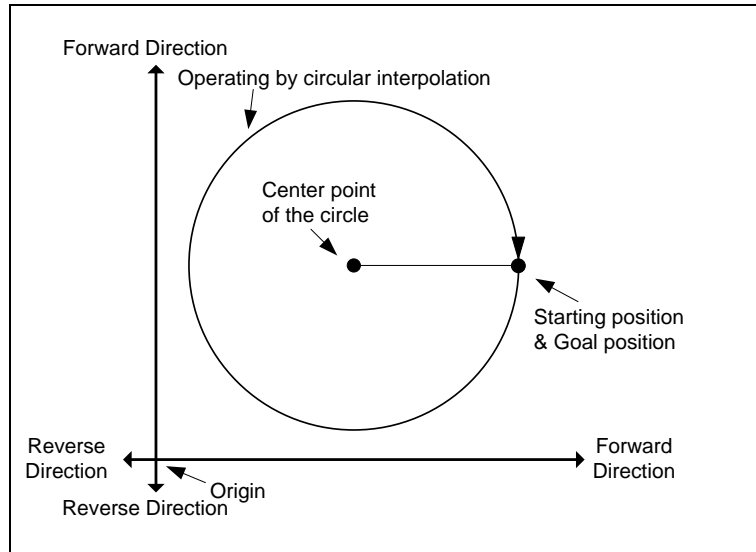 Forward Direction
Operating by circular interpolation
Center point
of the circle
Starting position
& Goal position
Reverse
Direction
Forward
Direction
Origin
Reverse Direction